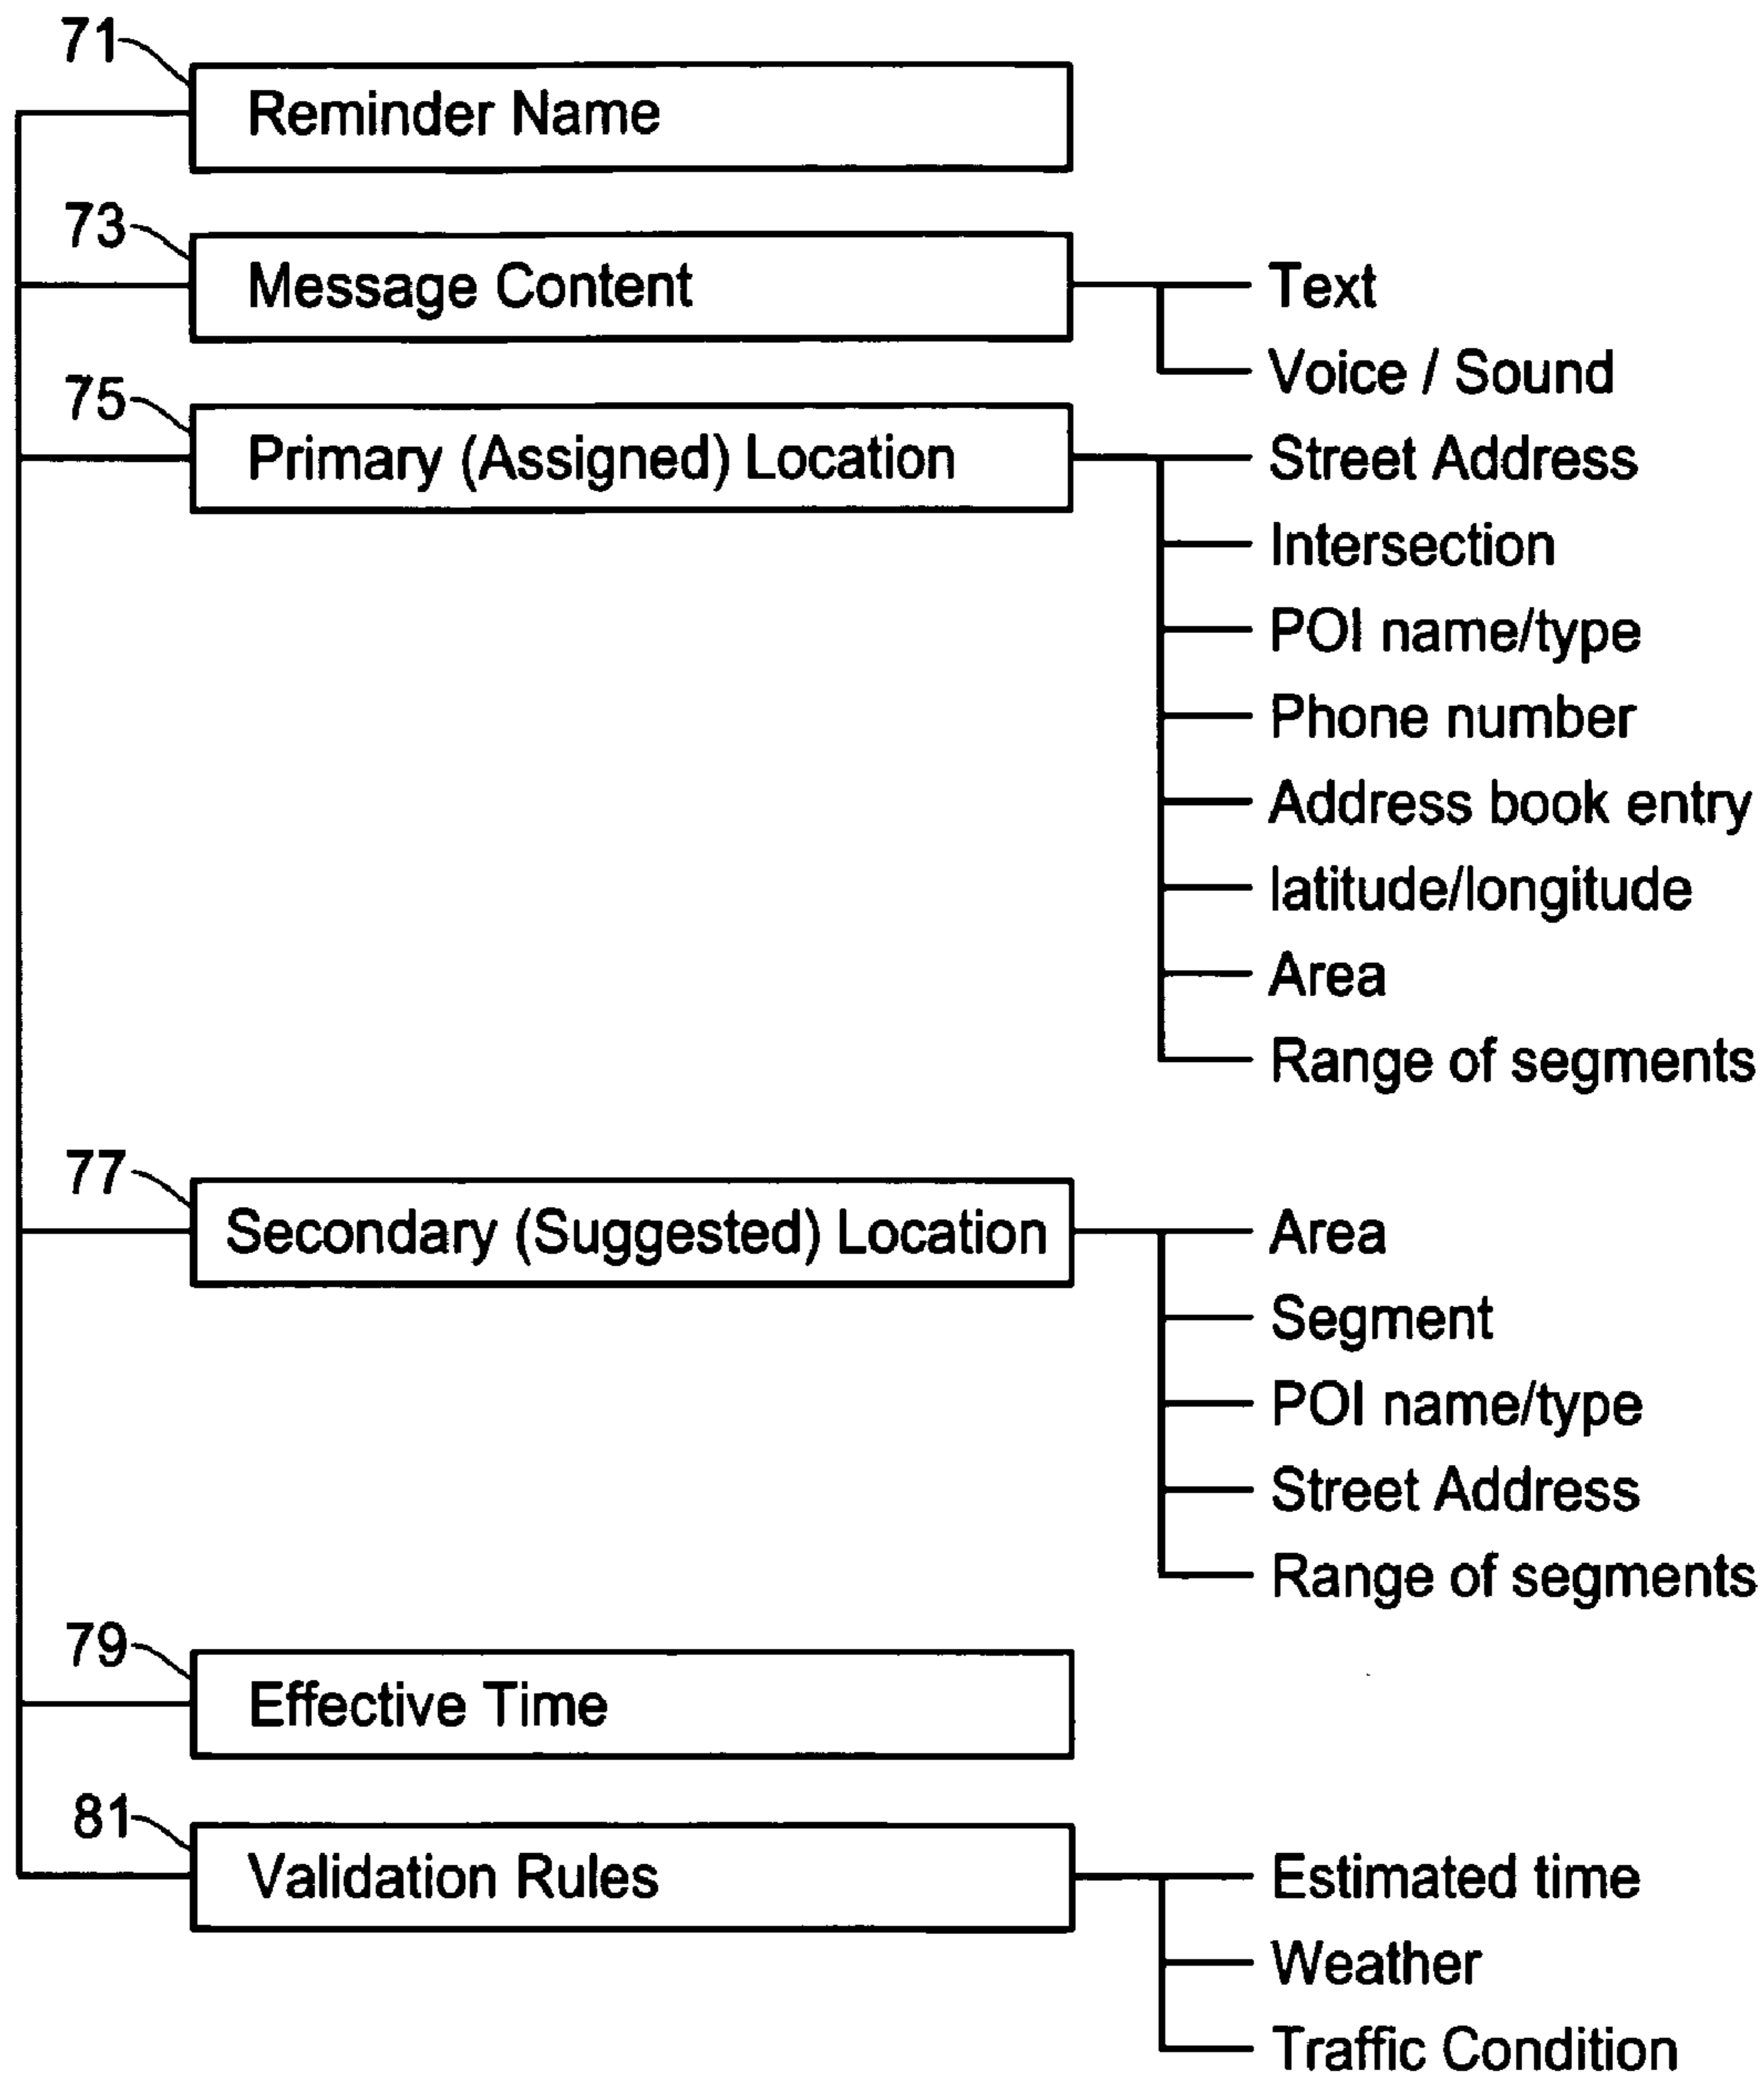 71
Reminder Name
73
Message Content
Text
Voice / Sound
75
Primary (Assigned) Location
Street Address
Intersection
POI name/type
Phone number
Address book entry
latitude/longitude
Area
Range of segments
77
Secondary (Suggested) Location
Area
Segment
POI name/type
Street Address
Range of segments
79
Effective Time
81
Validation Rules
Estimated time
Weather
Traffic Condition